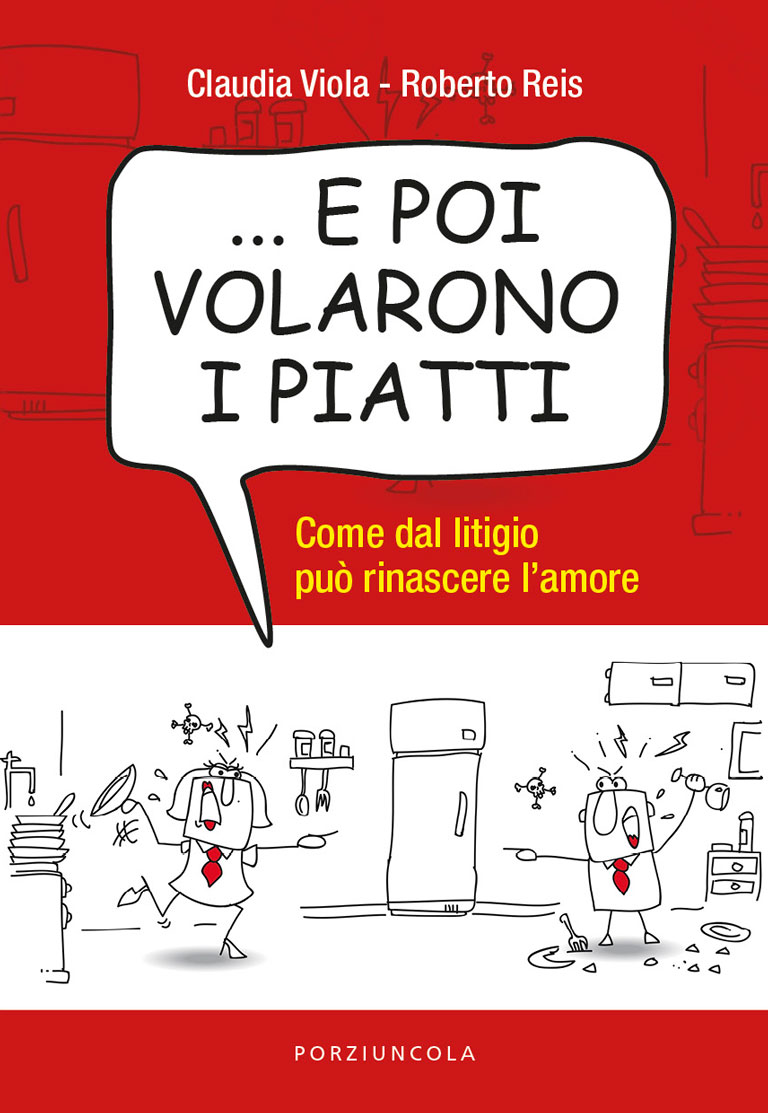 Claudia Viola - Roberto Reis
... E POI
VOLARONO
I PIATTI
Come dal litigio
può rinascere l'amore
PORZIUNCOLA